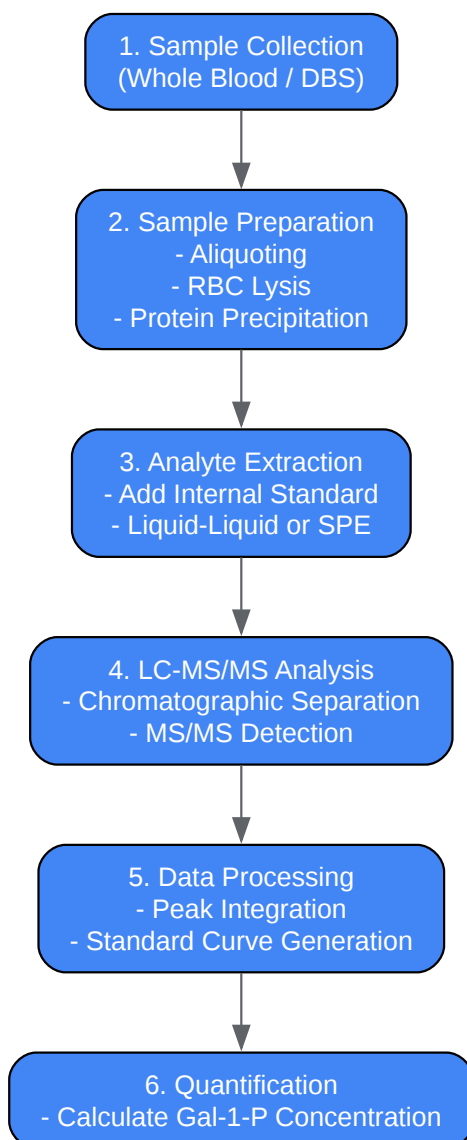 1. Sample Collection
(Whole Blood / DBS)
2. Sample Preparation
- Aliquoting
- RBC Lysis
- Protein Precipitation
3. Analyte Extraction
- Add Internal Standard
- Liquid-Liquid or SPE
4. LC-MS/MS Analysis
- Chromatographic Separation
- MS/MS Detection
5. Data Processing
- Peak Integration
- Standard Curve Generation
6. Quantification
- Calculate Gal-1-P Concentration